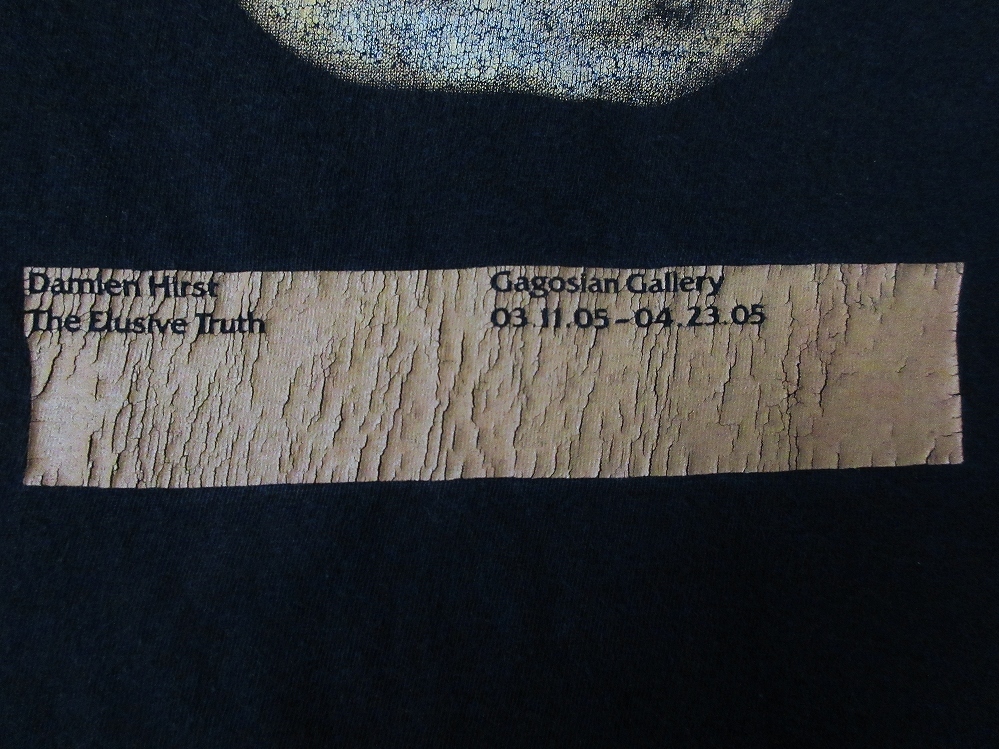 Damien Hirst
The Elusive Truth
Gagosian Gallery
03.11.05–04.23.05